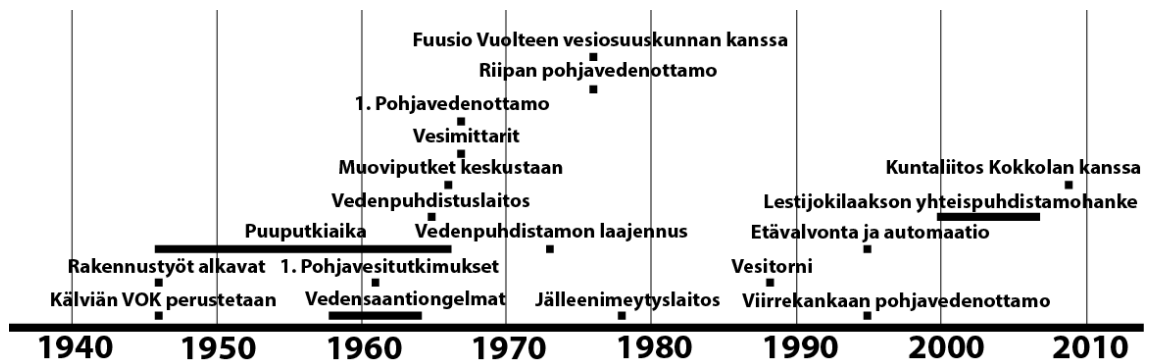 Fuusio Vuolteen vesiosuuskunnan kanssa
Riipan pohjavedenottamo
1. Pohjavedenottamo
Vesimittarit
Muoviputket keskustaan
Kuntaliitos Kokkolan kanssa
Vedenpuhdistuslaitos
Lestijokilaakson yhteispuhdistamohanke
Puuputkiaika
Vedenpuhdistamon laajennus
Etävalvonta ja automaatio
Rakennustyöt alkavat
1. Pohjavesitutkimukset
Vesitorni
Kälviän VOK perustetaan
Vedensaantiongelmat
Jälleenimeytyslaitos
Viirrekankaan pohjavedenottamo
1940 1950 1960 1970 1980 1990 2000 2010